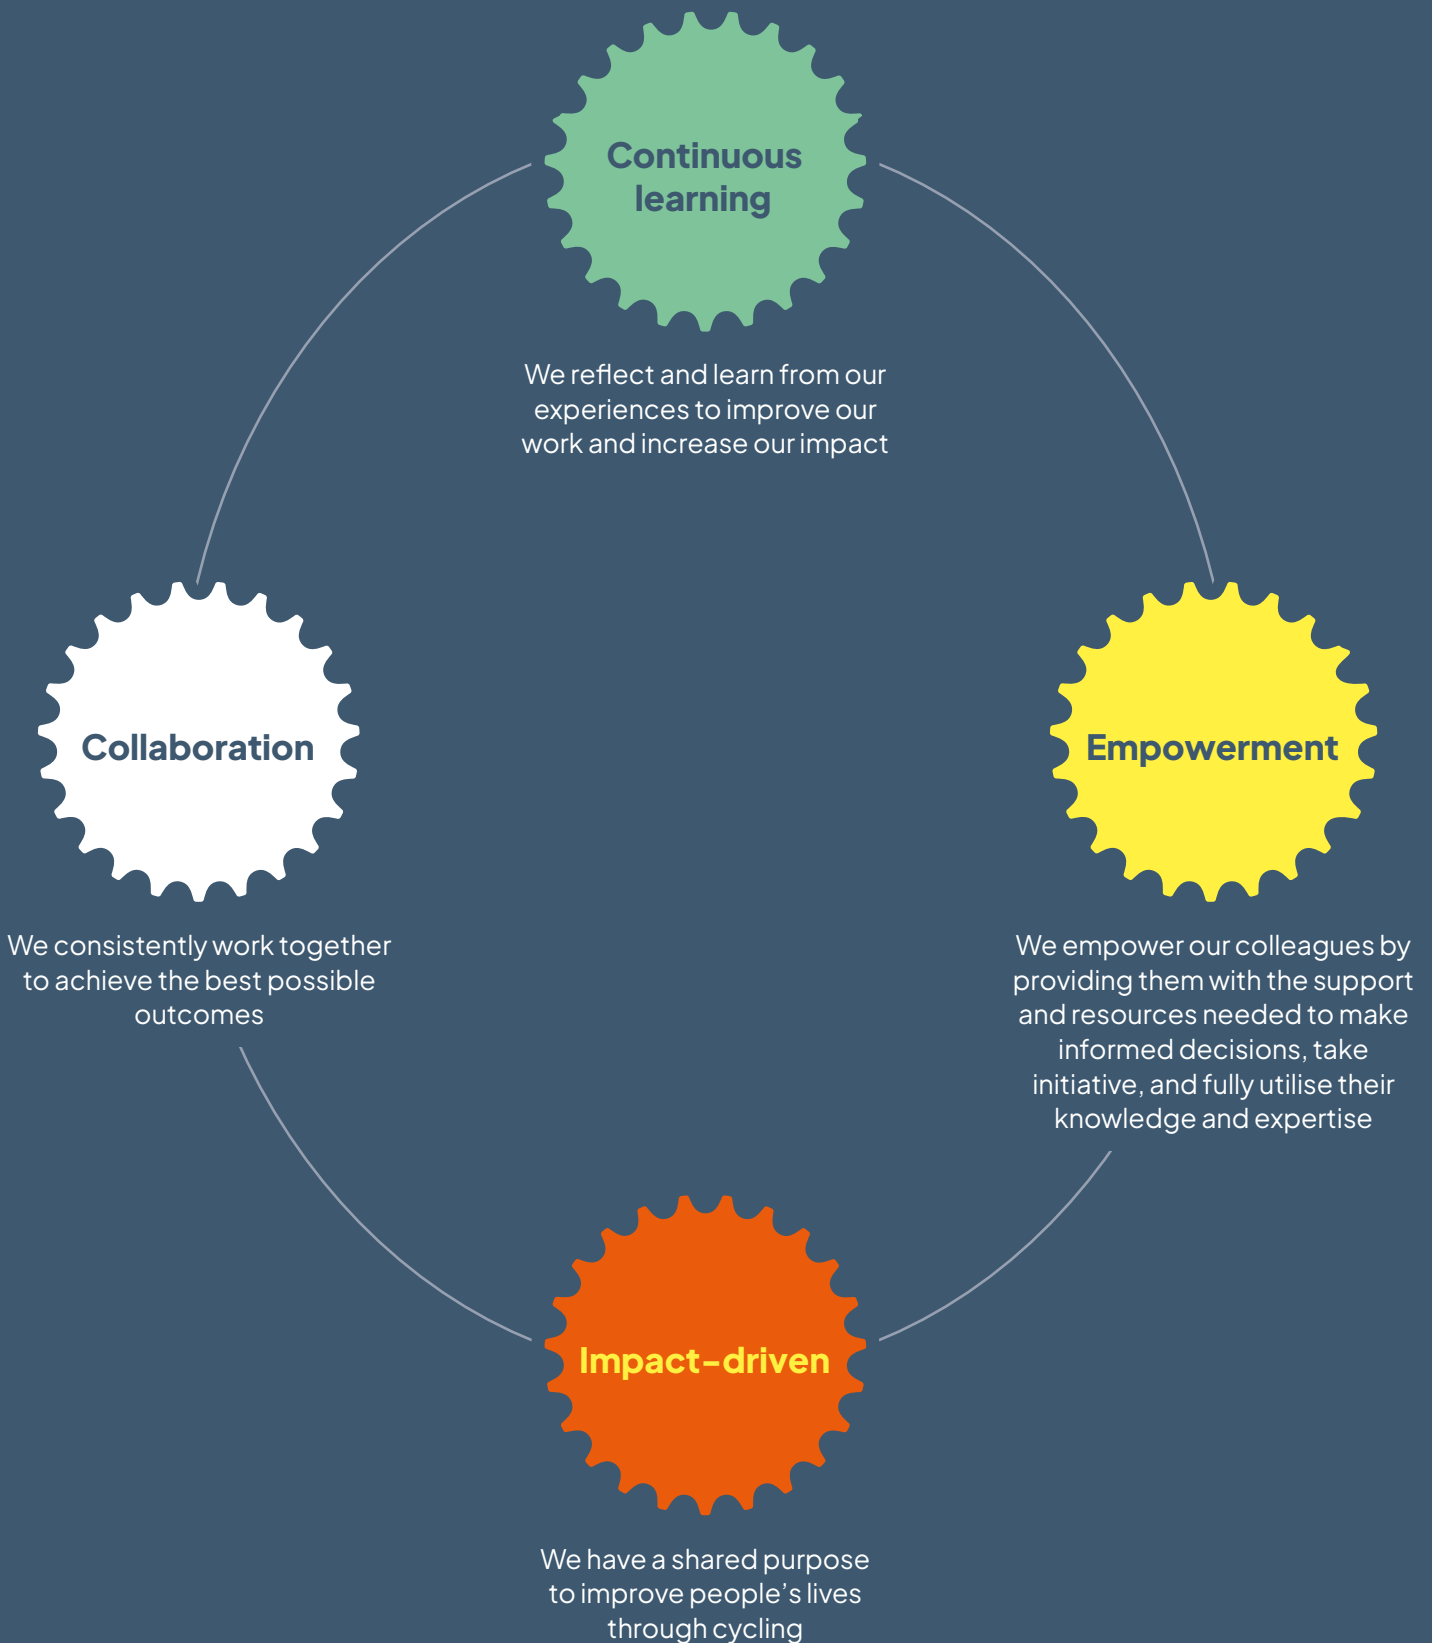 Continuous
learning
We reflect and learn from our
experiences to improve our
work and increase our impact
Collaboration
We consistently work together
to achieve the best possible
outcomes
Empowerment
We empower our colleagues by
providing them with the support
and resources needed to make
informed decisions, take
initiative, and fully utilise their
knowledge and expertise
Impact-driven
We have a shared purpose
to improve people’s lives
through cycling